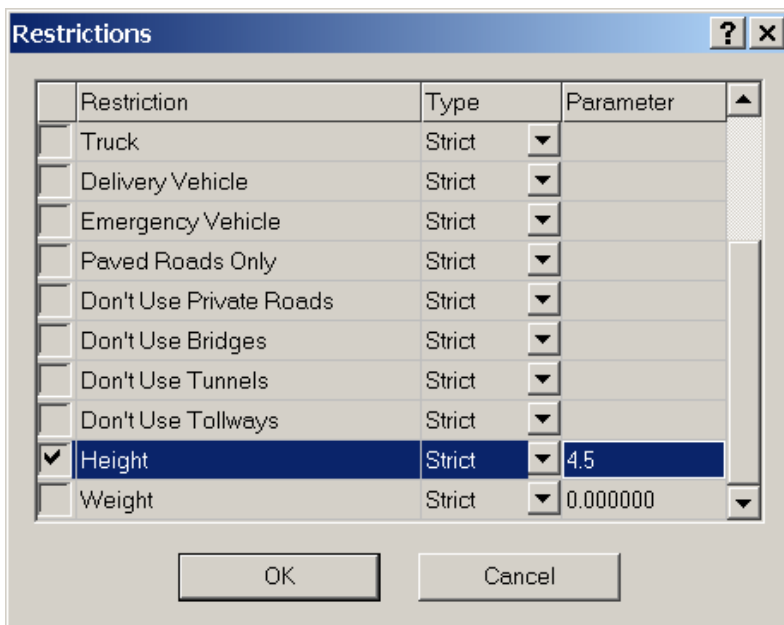 Restrictions
Restriction Type Parameter
Truck Strict
Delivery Vehicle Strict
Emergency Vehicle Strict
Paved Roads Only Strict
Don't Use Private Roads Strict
Don't Use Bridges Strict
Don't Use Tunnels Strict
Don't Use Tollways Strict
Height Strict 4.5
Weight Strict 0.000000
OK Cancel